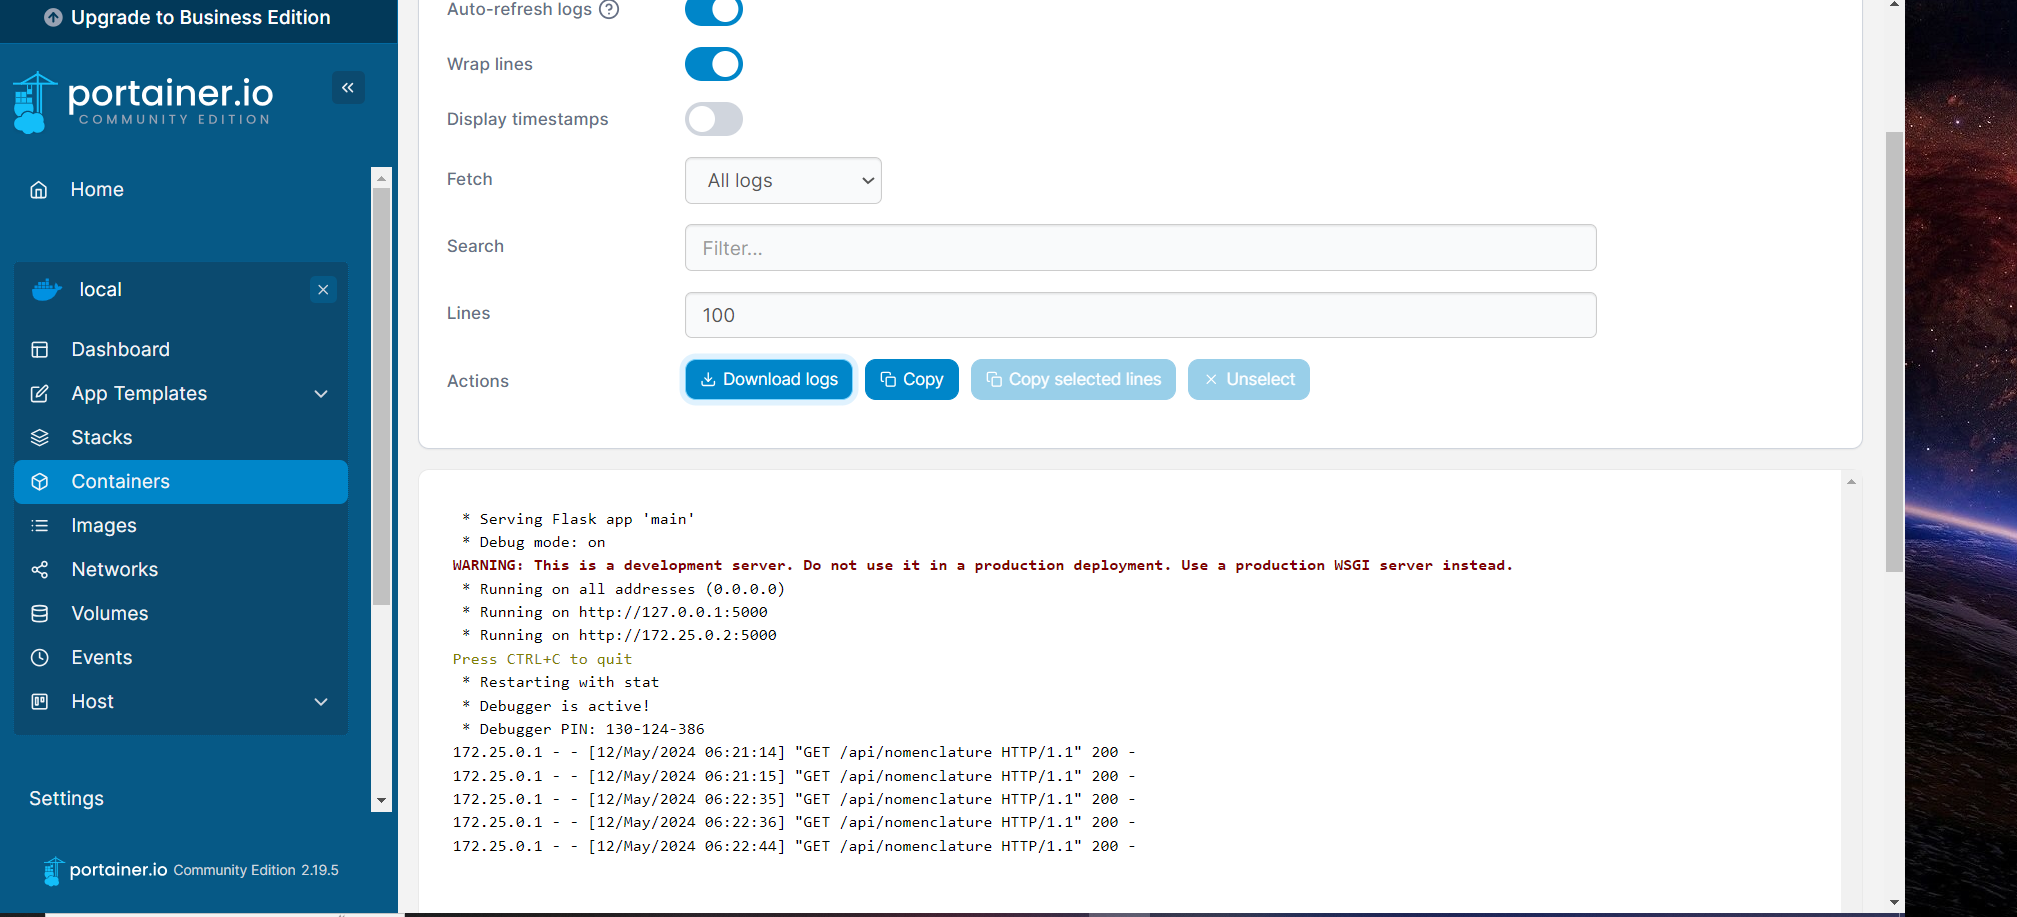 Upgrade to Business Edition
portainer.io
COMMUNITY EDITION
Home
local
Dashboard
App Templates
Stacks
Containers
Images
Networks
Volumes
Events
Host
Settings
portainer.io Community Edition 2.19.5
Auto-refresh logs
Wrap lines
Display timestamps
Fetch All logs
Search Filter...
Lines 100
Actions Download logs Copy Copy selected lines Unselect
* Serving Flask app 'main'
* Debug mode: on
WARNING: This is a development server. Do not use it in a production deployment. Use a production WSGI server instead.
* Running on all addresses (0.0.0.0)
* Running on http://127.0.0.1:5000
* Running on http://172.25.0.2:5000
Press CTRL+C to quit
* Restarting with stat
* Debugger is active!
* Debugger PIN: 130-124-386
172.25.0.1 - - [12/May/2024 06:21:14] "GET /api/nomenclature HTTP/1.1" 200 -
172.25.0.1 - - [12/May/2024 06:21:15] "GET /api/nomenclature HTTP/1.1" 200 -
172.25.0.1 - - [12/May/2024 06:22:35] "GET /api/nomenclature HTTP/1.1" 200 -
172.25.0.1 - - [12/May/2024 06:22:36] "GET /api/nomenclature HTTP/1.1" 200 -
172.25.0.1 - - [12/May/2024 06:22:44] "GET /api/nomenclature HTTP/1.1" 200 -